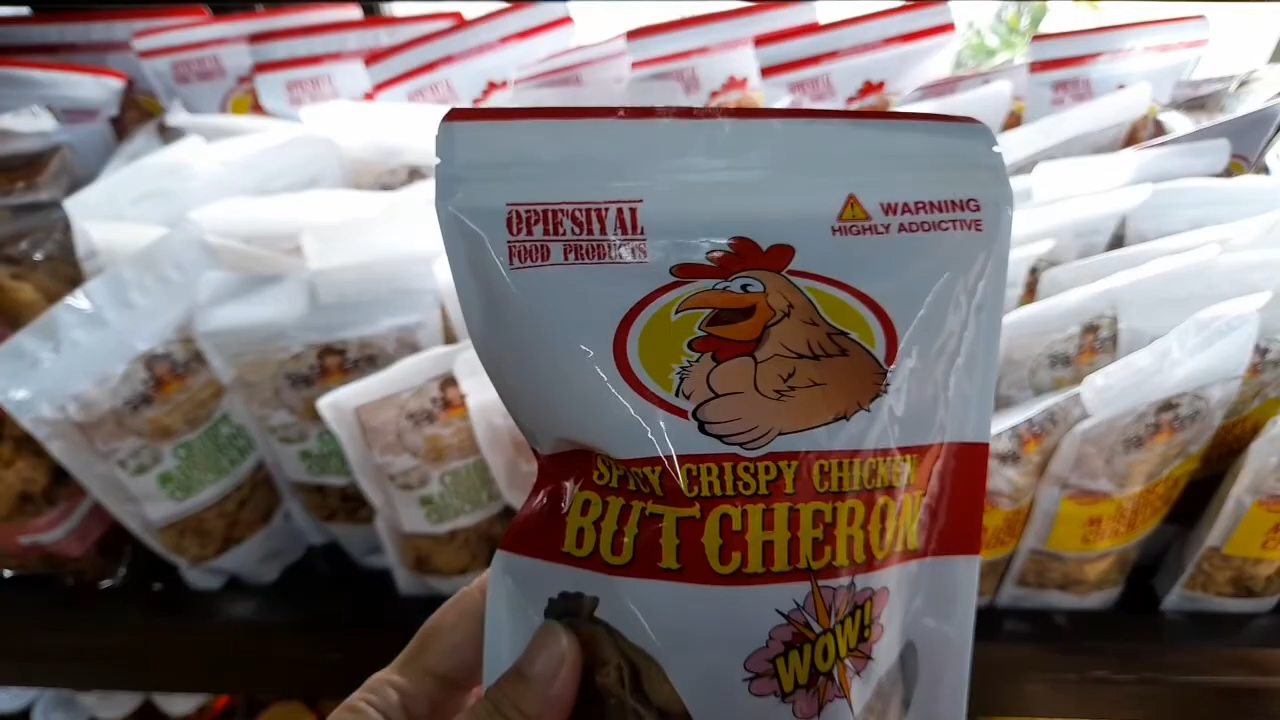 OPIE'SIYAL
FOOD PRODUCTS
WARNING
HIGHLY ADDICTIVE
SPICY CRISPY CHICKEN
BUTCHERON
WOW!